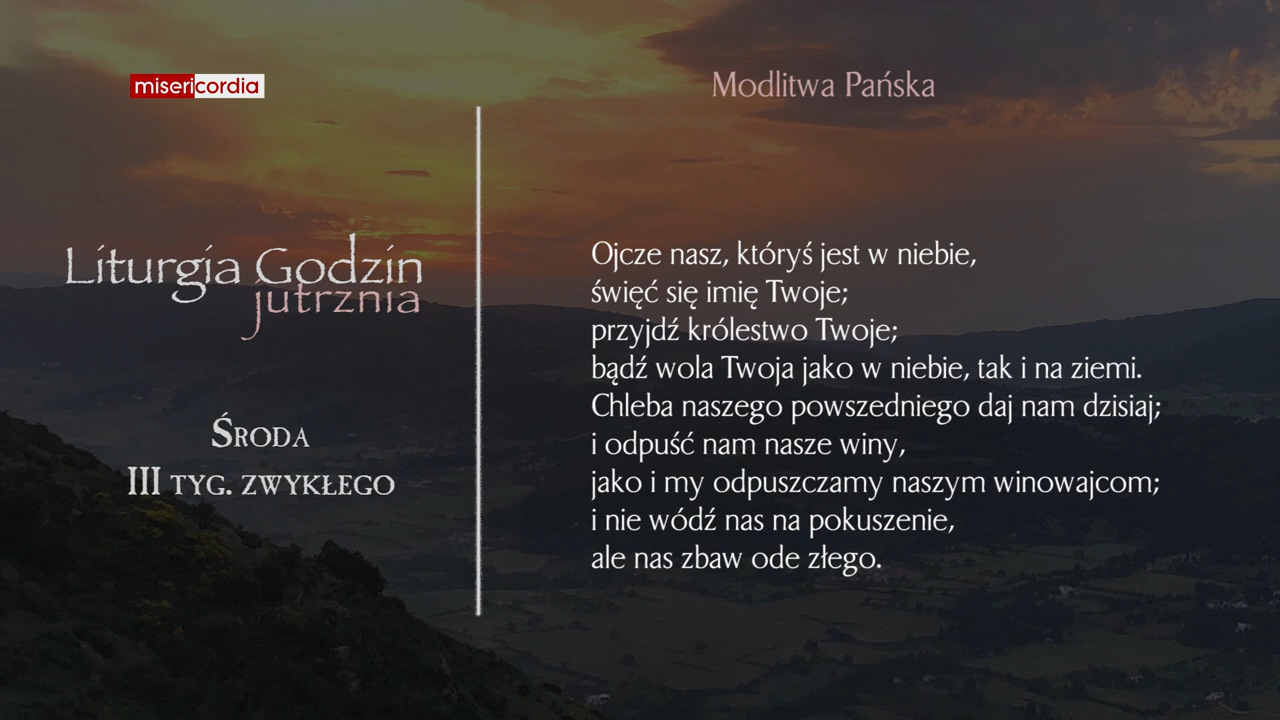 misericordia
Liturgia Godzin
jutrznia
Środa
III tyg. zwykłego
Modlitwa Pańska
Ojcze nasz, któryś jest w niebie,
święć się imię Twoje;
przyjdź królestwo Twoje;
bądź wola Twoja jako w niebie, tak i na ziemi.
Chleba naszego powszedniego daj nam dzisiaj;
i odpuść nam nasze winy,
jako i my odpuszczamy naszym winowajcom;
i nie wódź nas na pokuszenie,
ale nas zbaw ode złego.